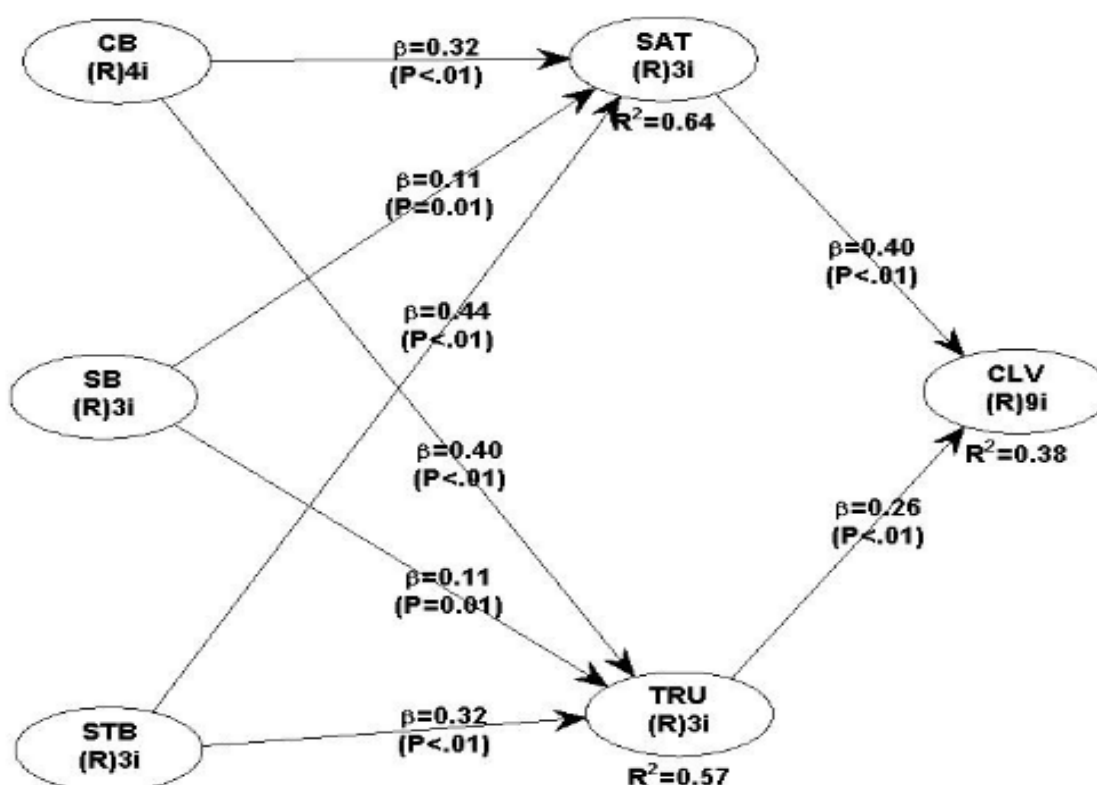 CB
(R)4i
β=0.32
(P<.01)
SAT
(R)3i
R²=0.64
β=0.11
(P=0.01)
β=0.40
(P<.01)
β=0.44
(P<.01)
SB
(R)3i
CLV
(R)9i
R²=0.38
β=0.40
(P<.01)
β=0.26
(P<.01)
β=0.11
(P=0.01)
STB
(R)3i
β=0.32
(P<.01)
TRU
(R)3i
R²=0.57